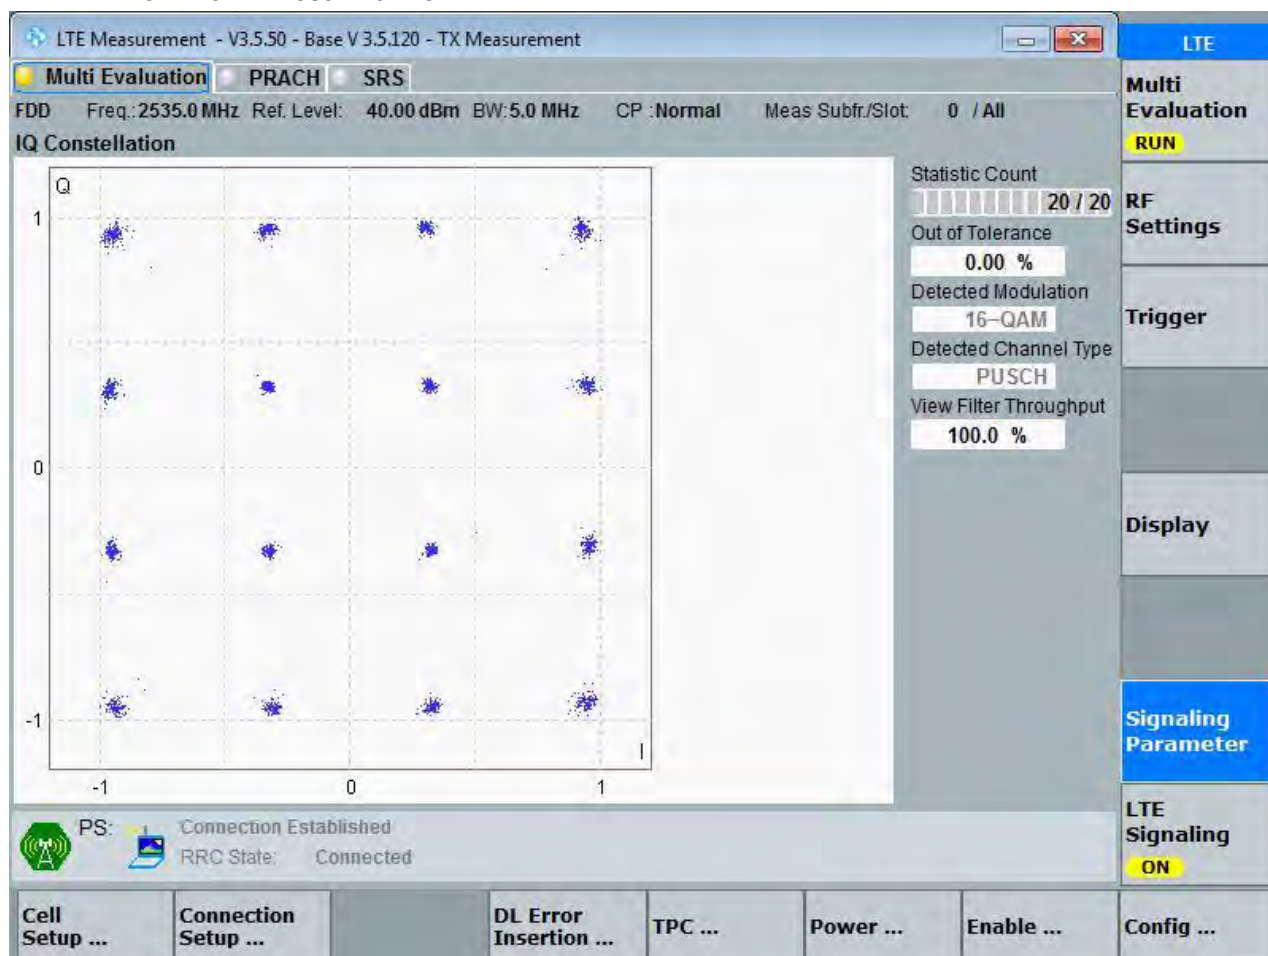 LTE Measurement - V3.5.50 - Base V 3.5.120 - TX Measurement
LTE
Multi Evaluation PRACH SRS
FDD Freq.:2535.0 MHz Ref. Level: 40.00 dBm BW:5.0 MHz CP :Normal Meas Subfr./Slot: 0 / All
IQ Constellation
Q
1
0
-1
I
-1 0 1
Statistic Count
20 / 20
Out of Tolerance
0.00 %
Detected Modulation
16-QAM
Detected Channel Type
PUSCH
View Filter Throughput
100.0 %
Multi
Evaluation
RUN
RF
Settings
Trigger
Display
Signaling
Parameter
LTE
Signaling
ON
PS: Connection Established
RRC State: Connected
Cell
Setup ...
Connection
Setup ...
DL Error
Insertion ...
TPC ...
Power ...
Enable ...
Config ...